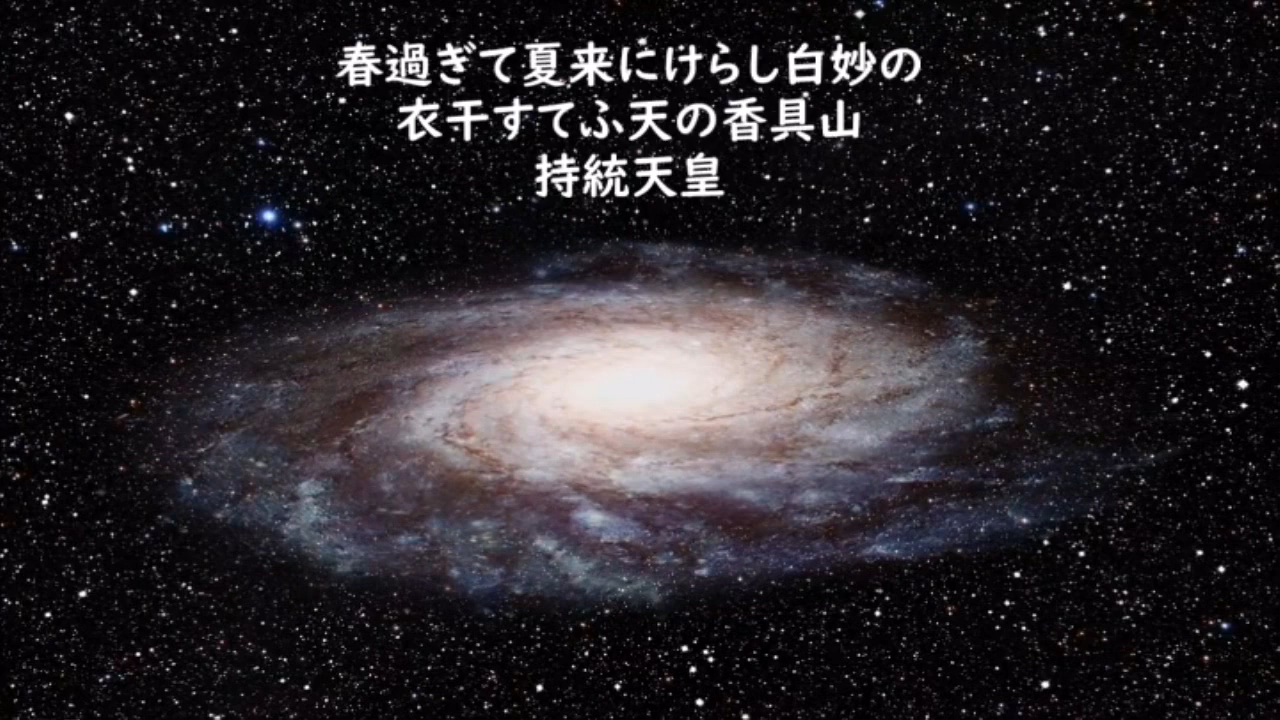 春過ぎて夏来にけらし白妙の
衣干すてふ天の香具山
持統天皇